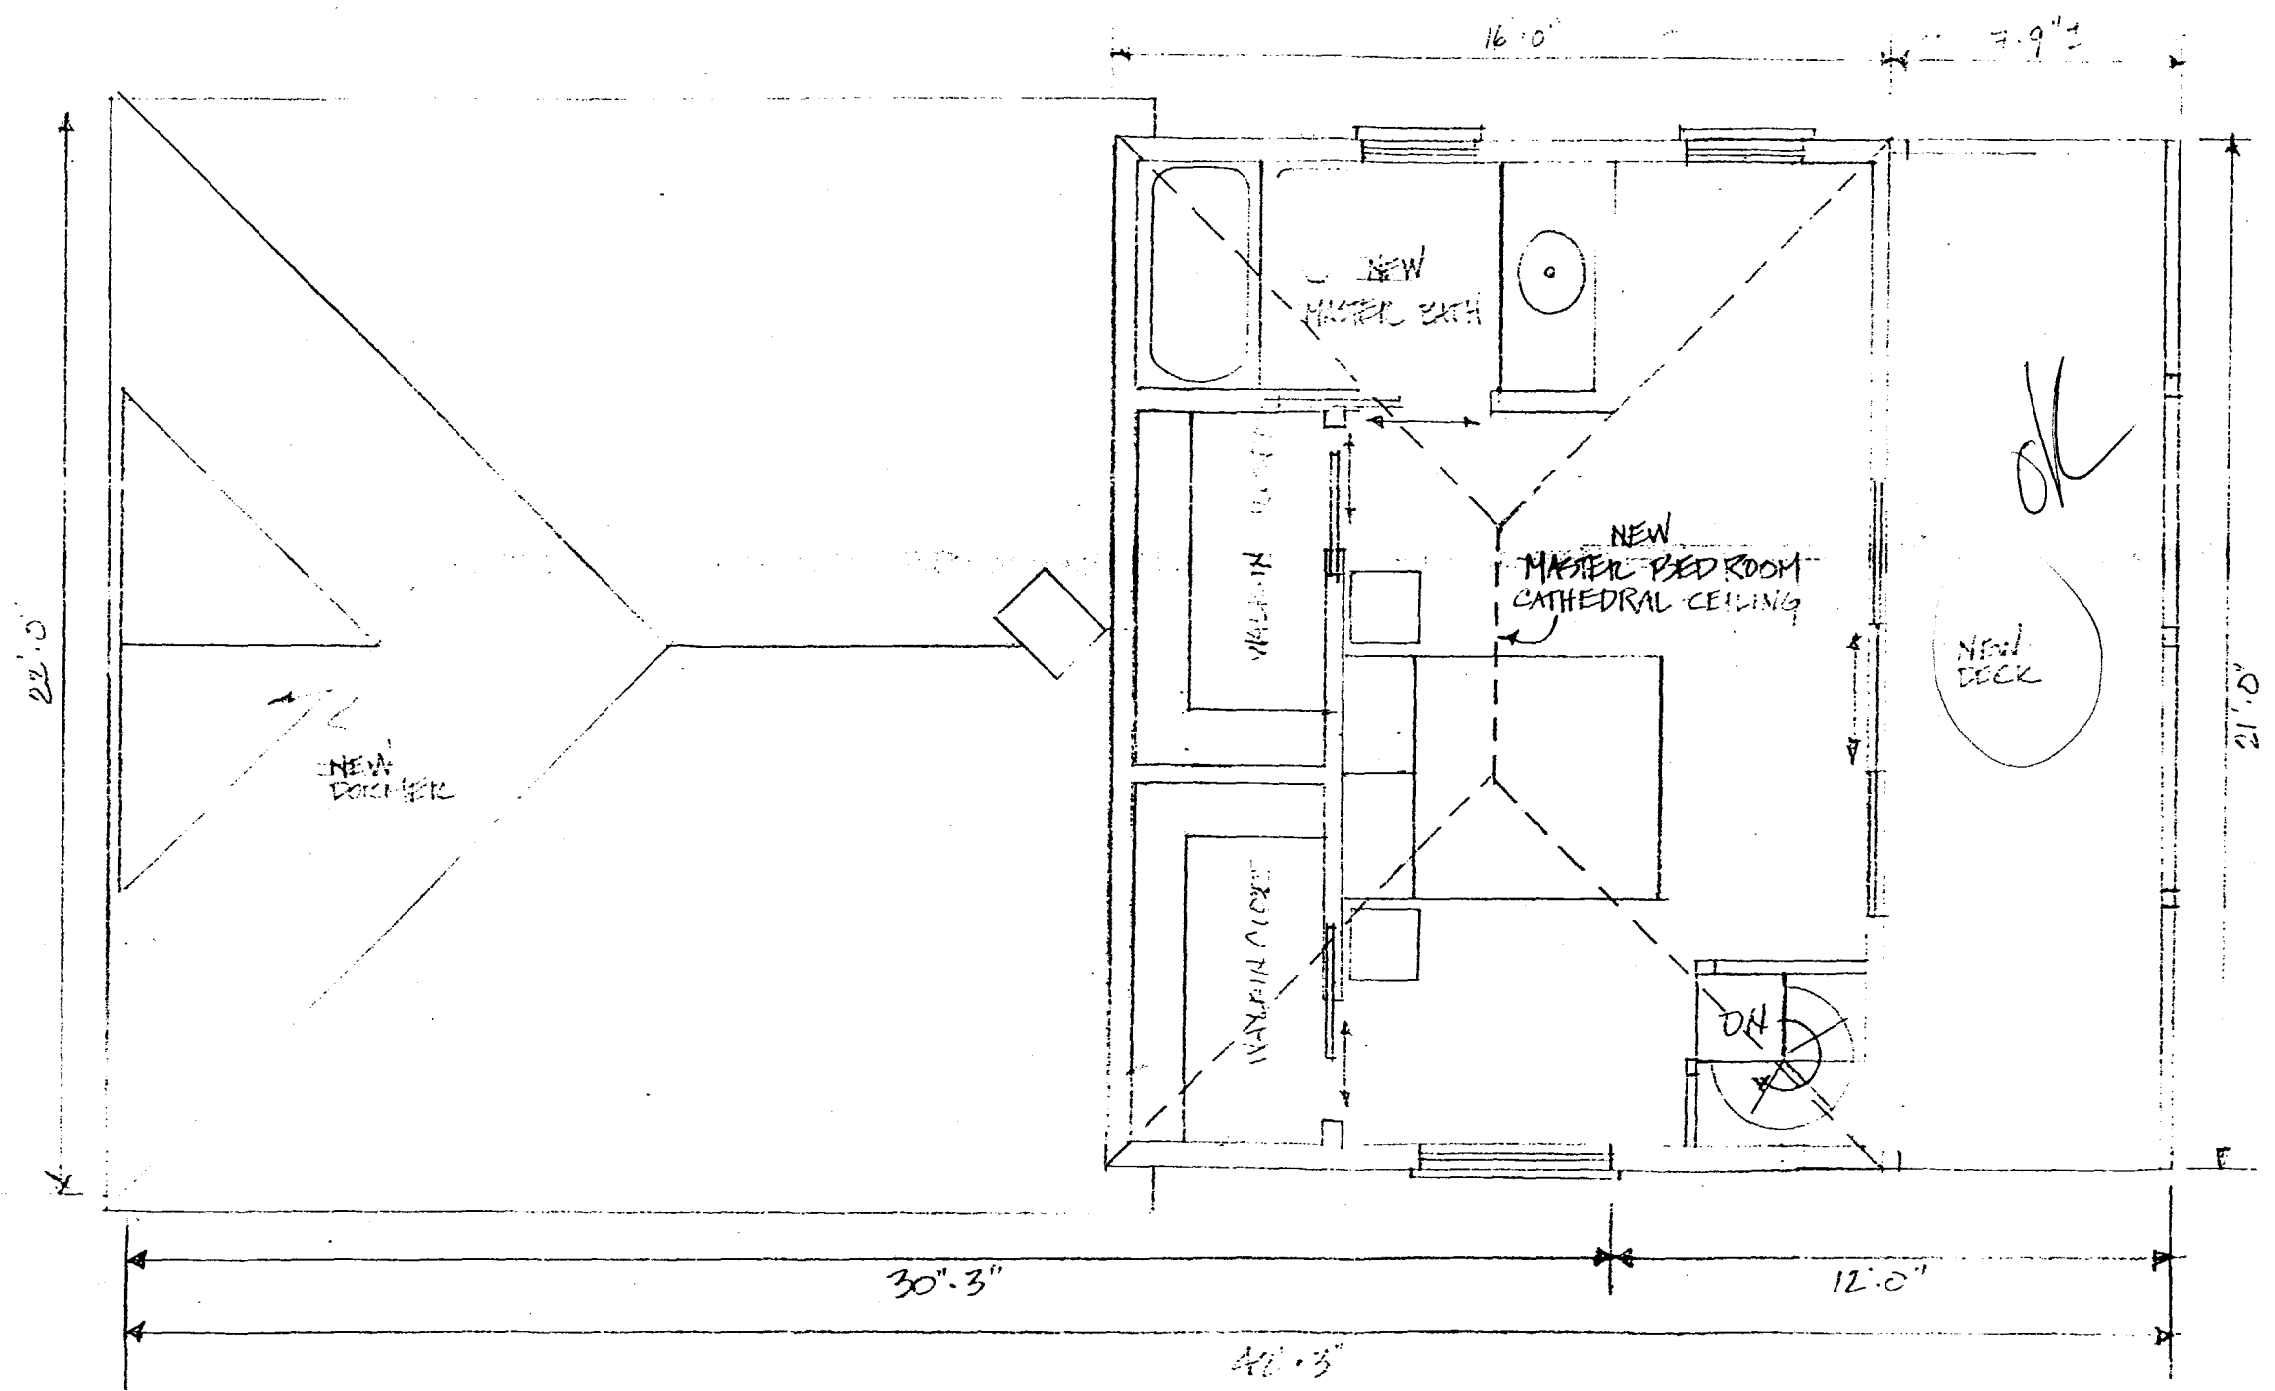 16'.0"
7.9"±
NEW
MASTER BATH
OK
WALK-IN
NEW
MASTER BEDROOM
CATHEDRAL CEILING
NEW
DECK
22'.0"
21'.0"
NEW
DORMER
WALK IN CLOSET
DN
30".3"
12'.0"
42'.3"